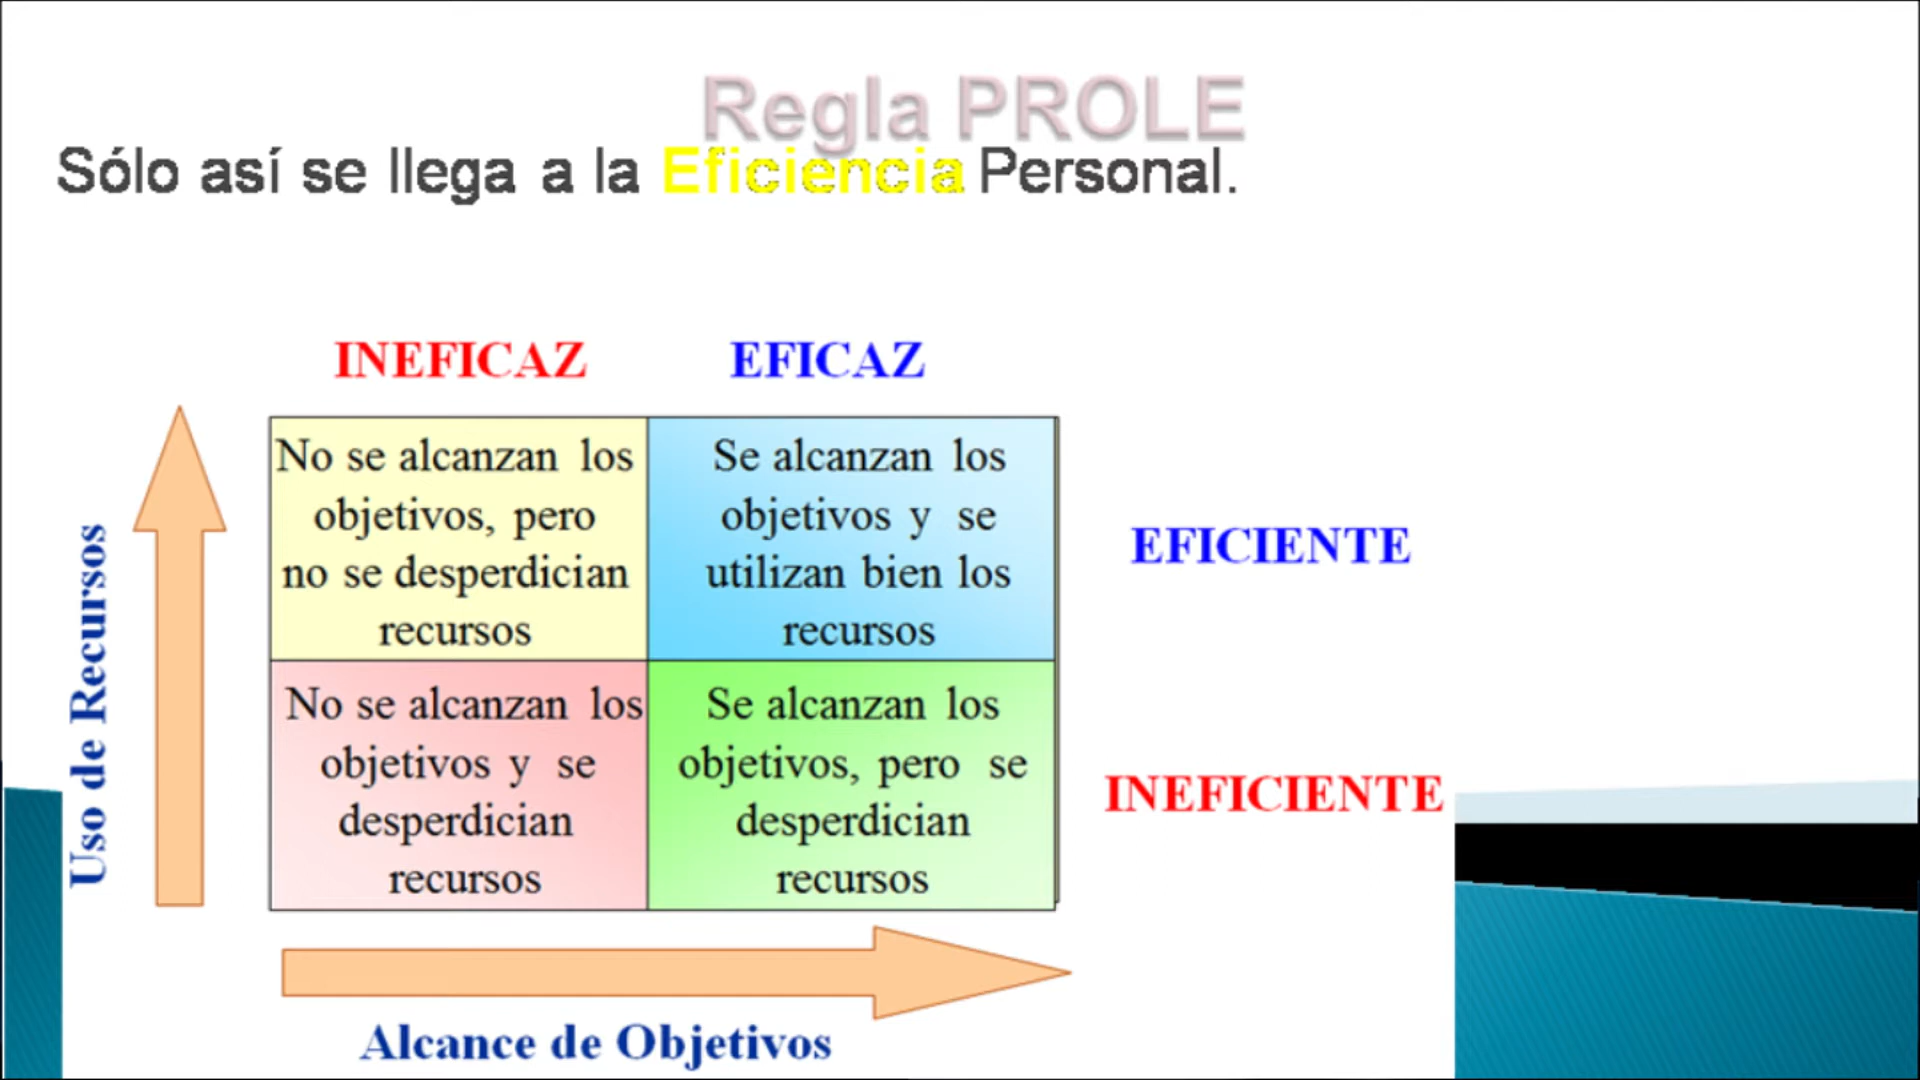 Regla PROLE
Sólo así se llega a la Eficiencia Personal.
INEFICAZ
EFICAZ
No se alcanzan los
objetivos, pero
no se desperdician
recursos
Se alcanzan los
objetivos y se
utilizan bien los
recursos
EFICIENTE
Uso de Recursos
No se alcanzan los
objetivos y se
desperdician
recursos
Se alcanzan los
objetivos, pero se
desperdician
recursos
INEFICIENTE
Alcance de Objetivos